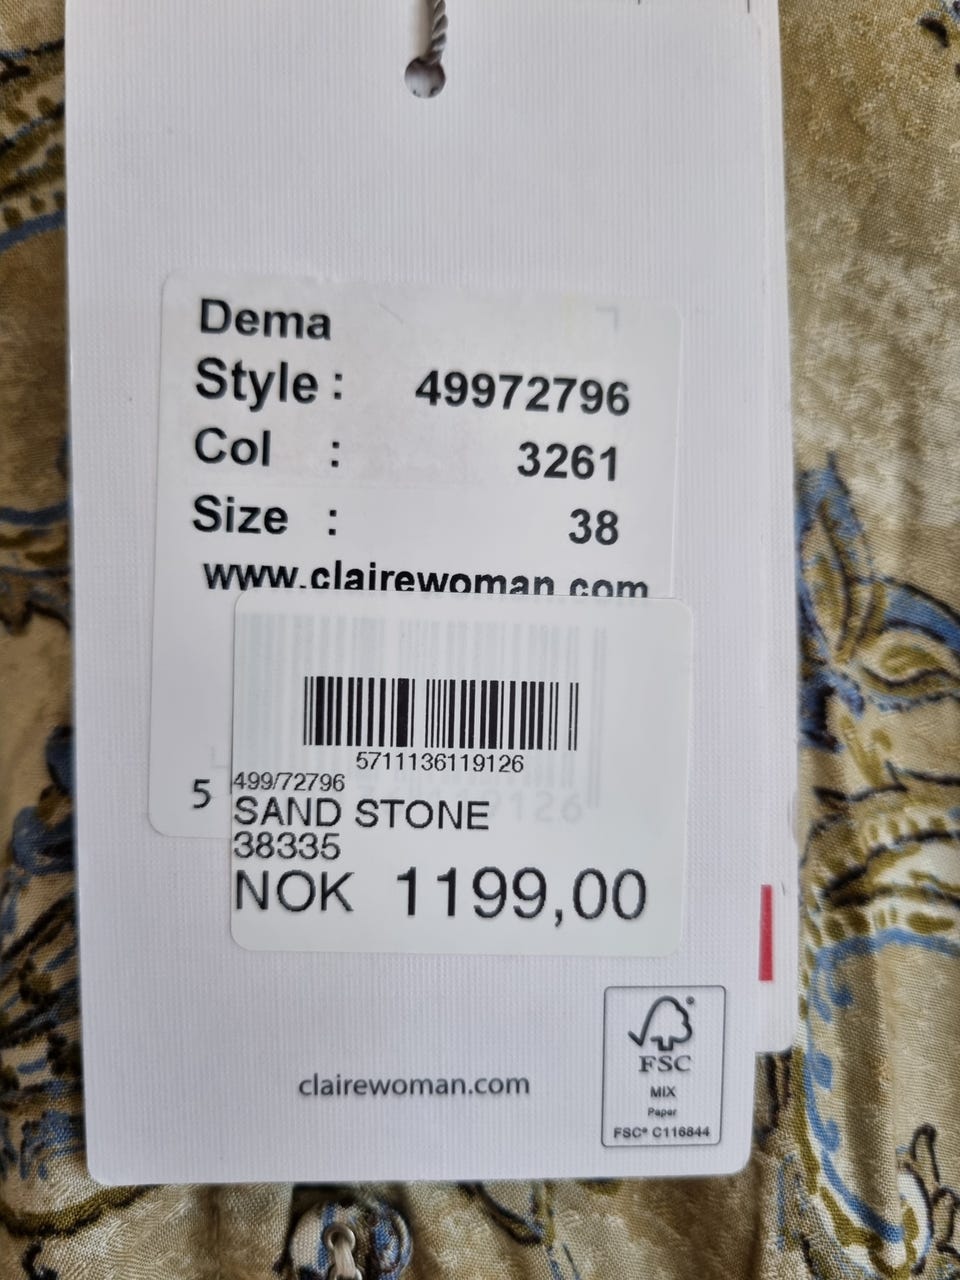 Dema
Style : 49972796
Col : 3261
Size : 38
www.clairewoman.com
5711136119126
5
499/72796
SAND STONE
38335
NOK 1199,00
clairewoman.com
FSC
MIX
Paper
FSC® C116844